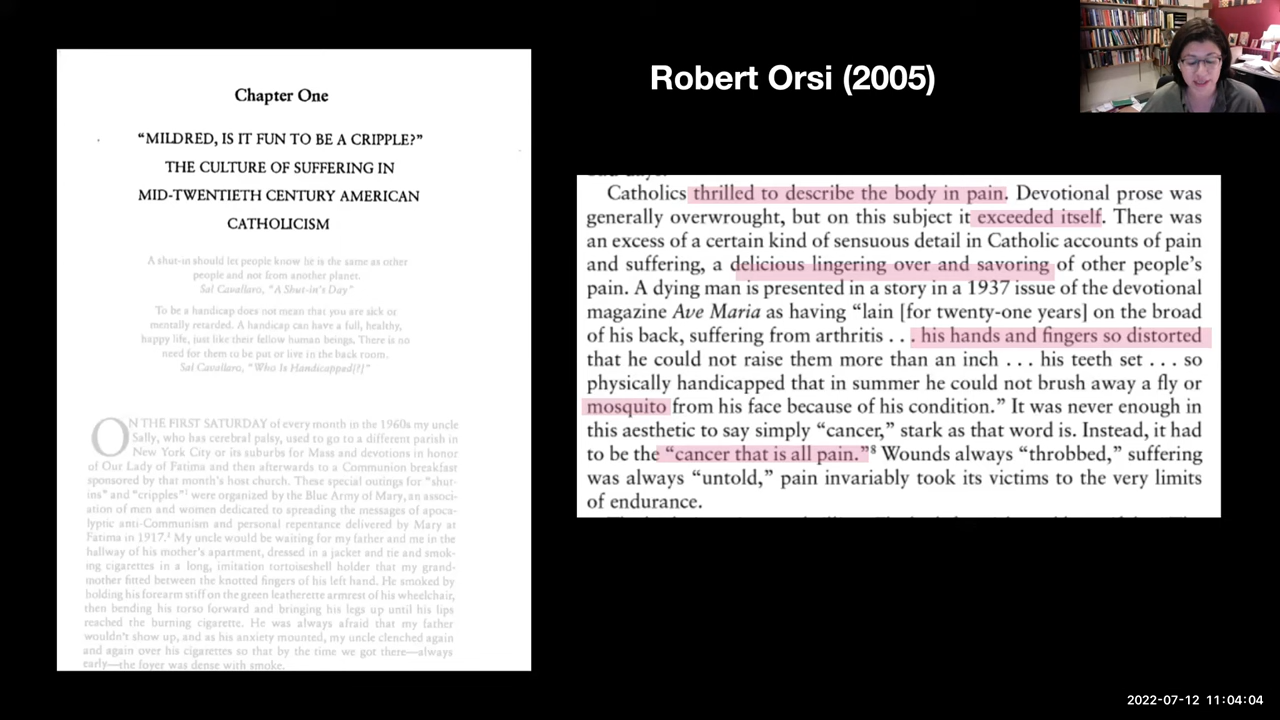 Robert Orsi (2005)
Chapter One
“MILDRED, IS IT FUN TO BE A CRIPPLE?”
THE CULTURE OF SUFFERING IN
MID-TWENTIETH CENTURY AMERICAN
CATHOLICISM
A shut-in should let people know he is the same as other
people and not from another planet.
Sal Cavallaro, “A Shut-in's Day”
To be a handicap does not mean that you are sick or
mentally retarded. A handicap can have a full, healthy,
happy life, just like their fellow human beings. There is no
need for them to be put or live in the back room.
Sal Cavallaro, “Who Is Handicapped[?]”
ON THE FIRST SATURDAY of every month in the 1960s my uncle
Sally, who has cerebral palsy, used to go to a different parish in
New York City or its suburbs for Mass and devotions in honor
of Our Lady of Fatima and then afterwards to a Communion breakfast
sponsored by that month's host church. These special outings for “shut-
ins” and “cripples”1 were organized by the Blue Army of Mary, an associ-
ation of men and women dedicated to spreading the messages of apoca-
lyptic anti-Communism and personal repentance delivered by Mary at
Fatima in 1917.2 My uncle would be waiting for my father and me in the
hallway of his mother's apartment, dressed in a jacket and tie and smok-
ing cigarettes in a long, imitation tortoiseshell holder that my grand-
mother fitted between the knotted fingers of his left hand. He smoked by
holding his forearm stiff on the green leatherette armrest of his wheelchair,
then bending his torso forward and bringing his legs up until his lips
reached the burning cigarette. He was always afraid that my father
wouldn't show up, and as his anxiety mounted, my uncle clenched again
and again over his cigarettes so that by the time we got there—always
early—the foyer was dense with smoke.
Catholics thrilled to describe the body in pain. Devotional prose was
generally overwrought, but on this subject it exceeded itself. There was
an excess of a certain kind of sensuous detail in Catholic accounts of pain
and suffering, a delicious lingering over and savoring of other people's
pain. A dying man is presented in a story in a 1937 issue of the devotional
magazine Ave Maria as having “lain [for twenty-one years] on the broad
of his back, suffering from arthritis . . . his hands and fingers so distorted
that he could not raise them more than an inch . . . his teeth set . . . so
physically handicapped that in summer he could not brush away a fly or
mosquito from his face because of his condition.” It was never enough in
this aesthetic to say simply “cancer,” stark as that word is. Instead, it had
to be the “cancer that is all pain.”8 Wounds always “throbbed,” suffering
was always “untold,” pain invariably took its victims to the very limits
of endurance.
2022-07-12 11:04:04